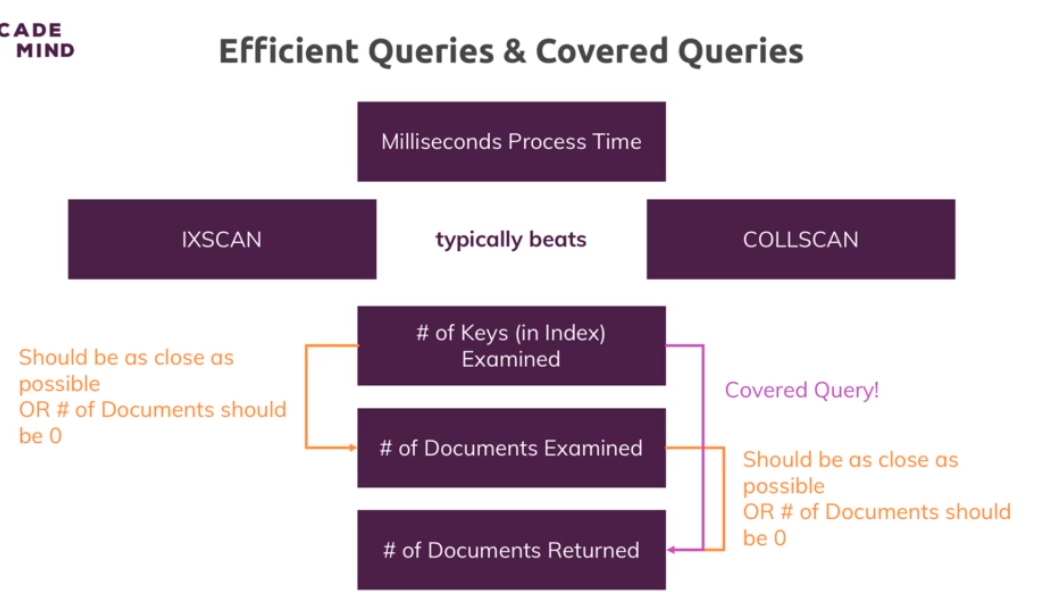 CADE
MIND
Efficient Queries & Covered Queries
Milliseconds Process Time
IXSCAN
typically beats
COLLSCAN
# of Keys (in Index)
Examined
Should be as close as
possible
OR # of Documents should
be 0
Covered Query!
# of Documents Examined
Should be as close as
possible
OR # of Documents should
be 0
# of Documents Returned